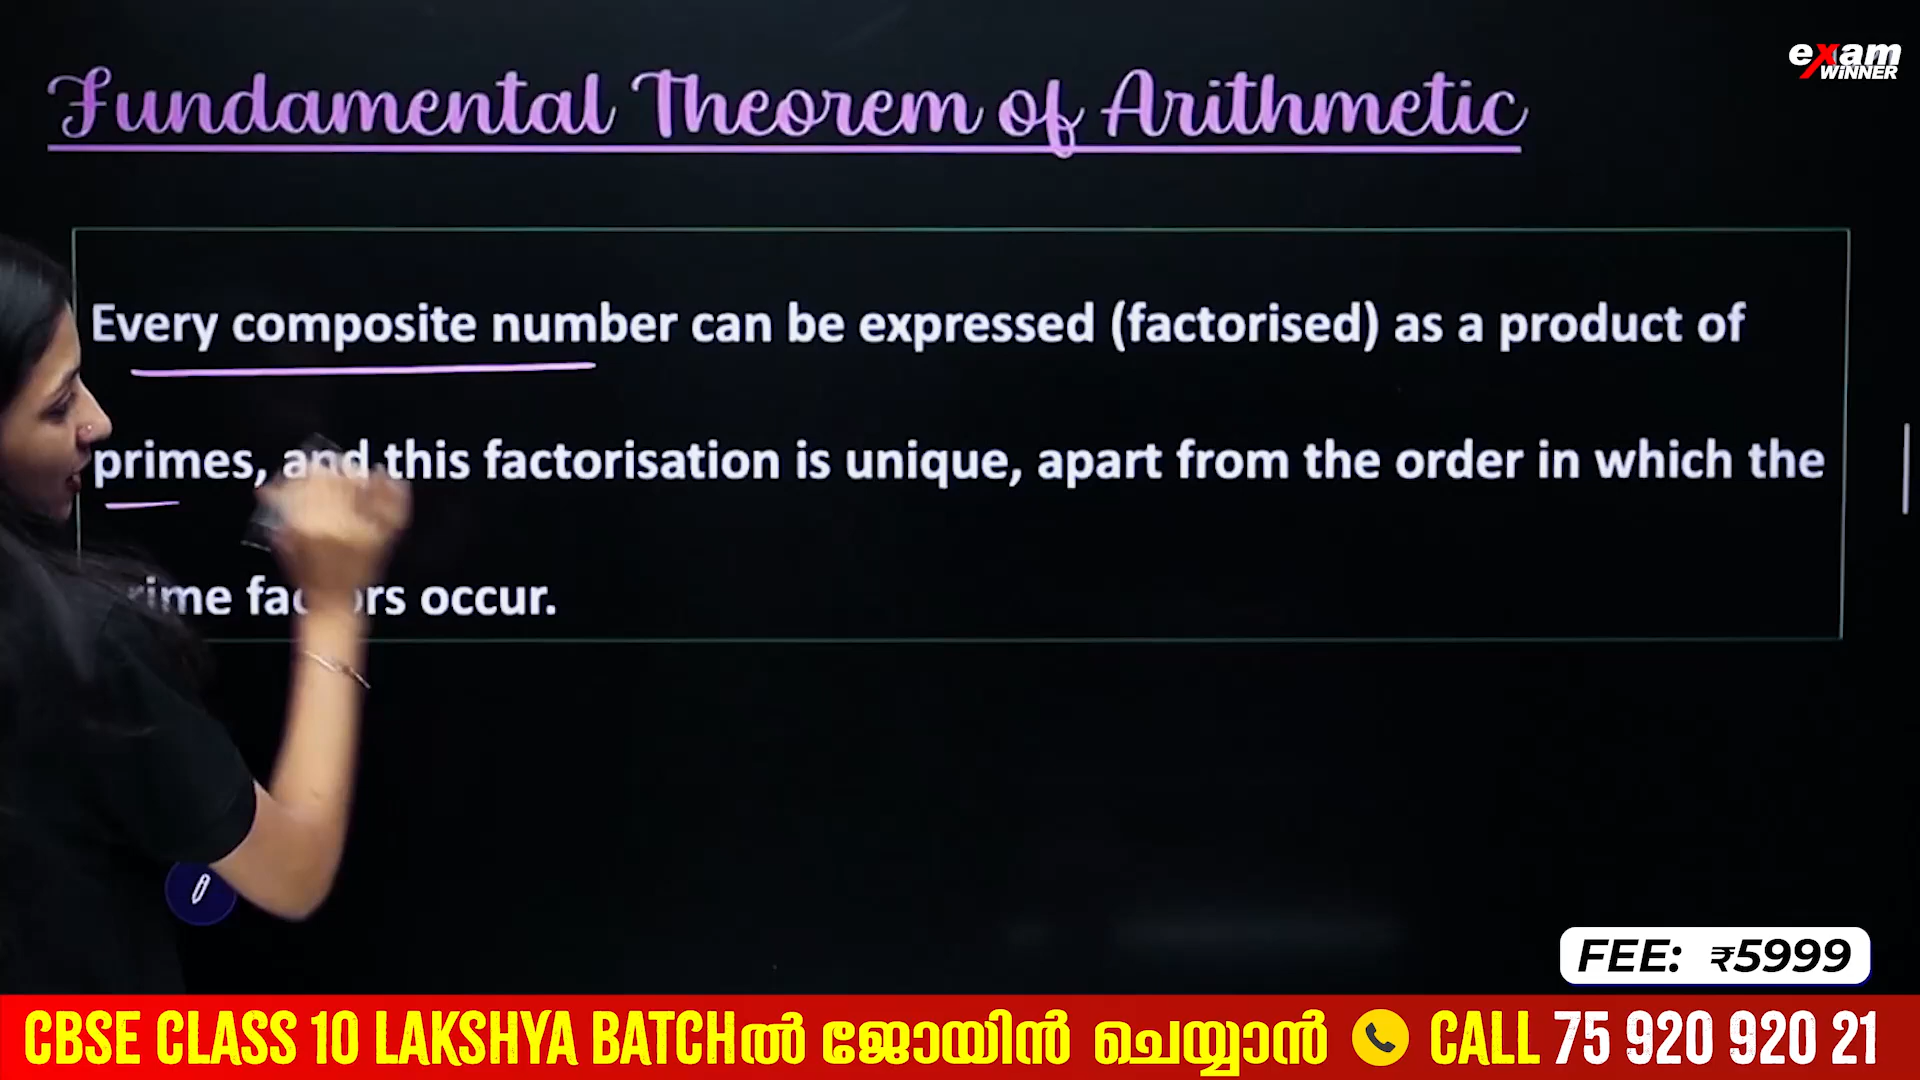 exam
WINNER
Fundamental Theorem of Arithmetic
Every composite number can be expressed (factorised) as a product of
primes, and this factorisation is unique, apart from the order in which the
prime factors occur.
FEE: ₹5999
CBSE CLASS 10 LAKSHYA BATCHൽ ജോയിൻ ചെയ്യാൻ CALL 75 920 920 21